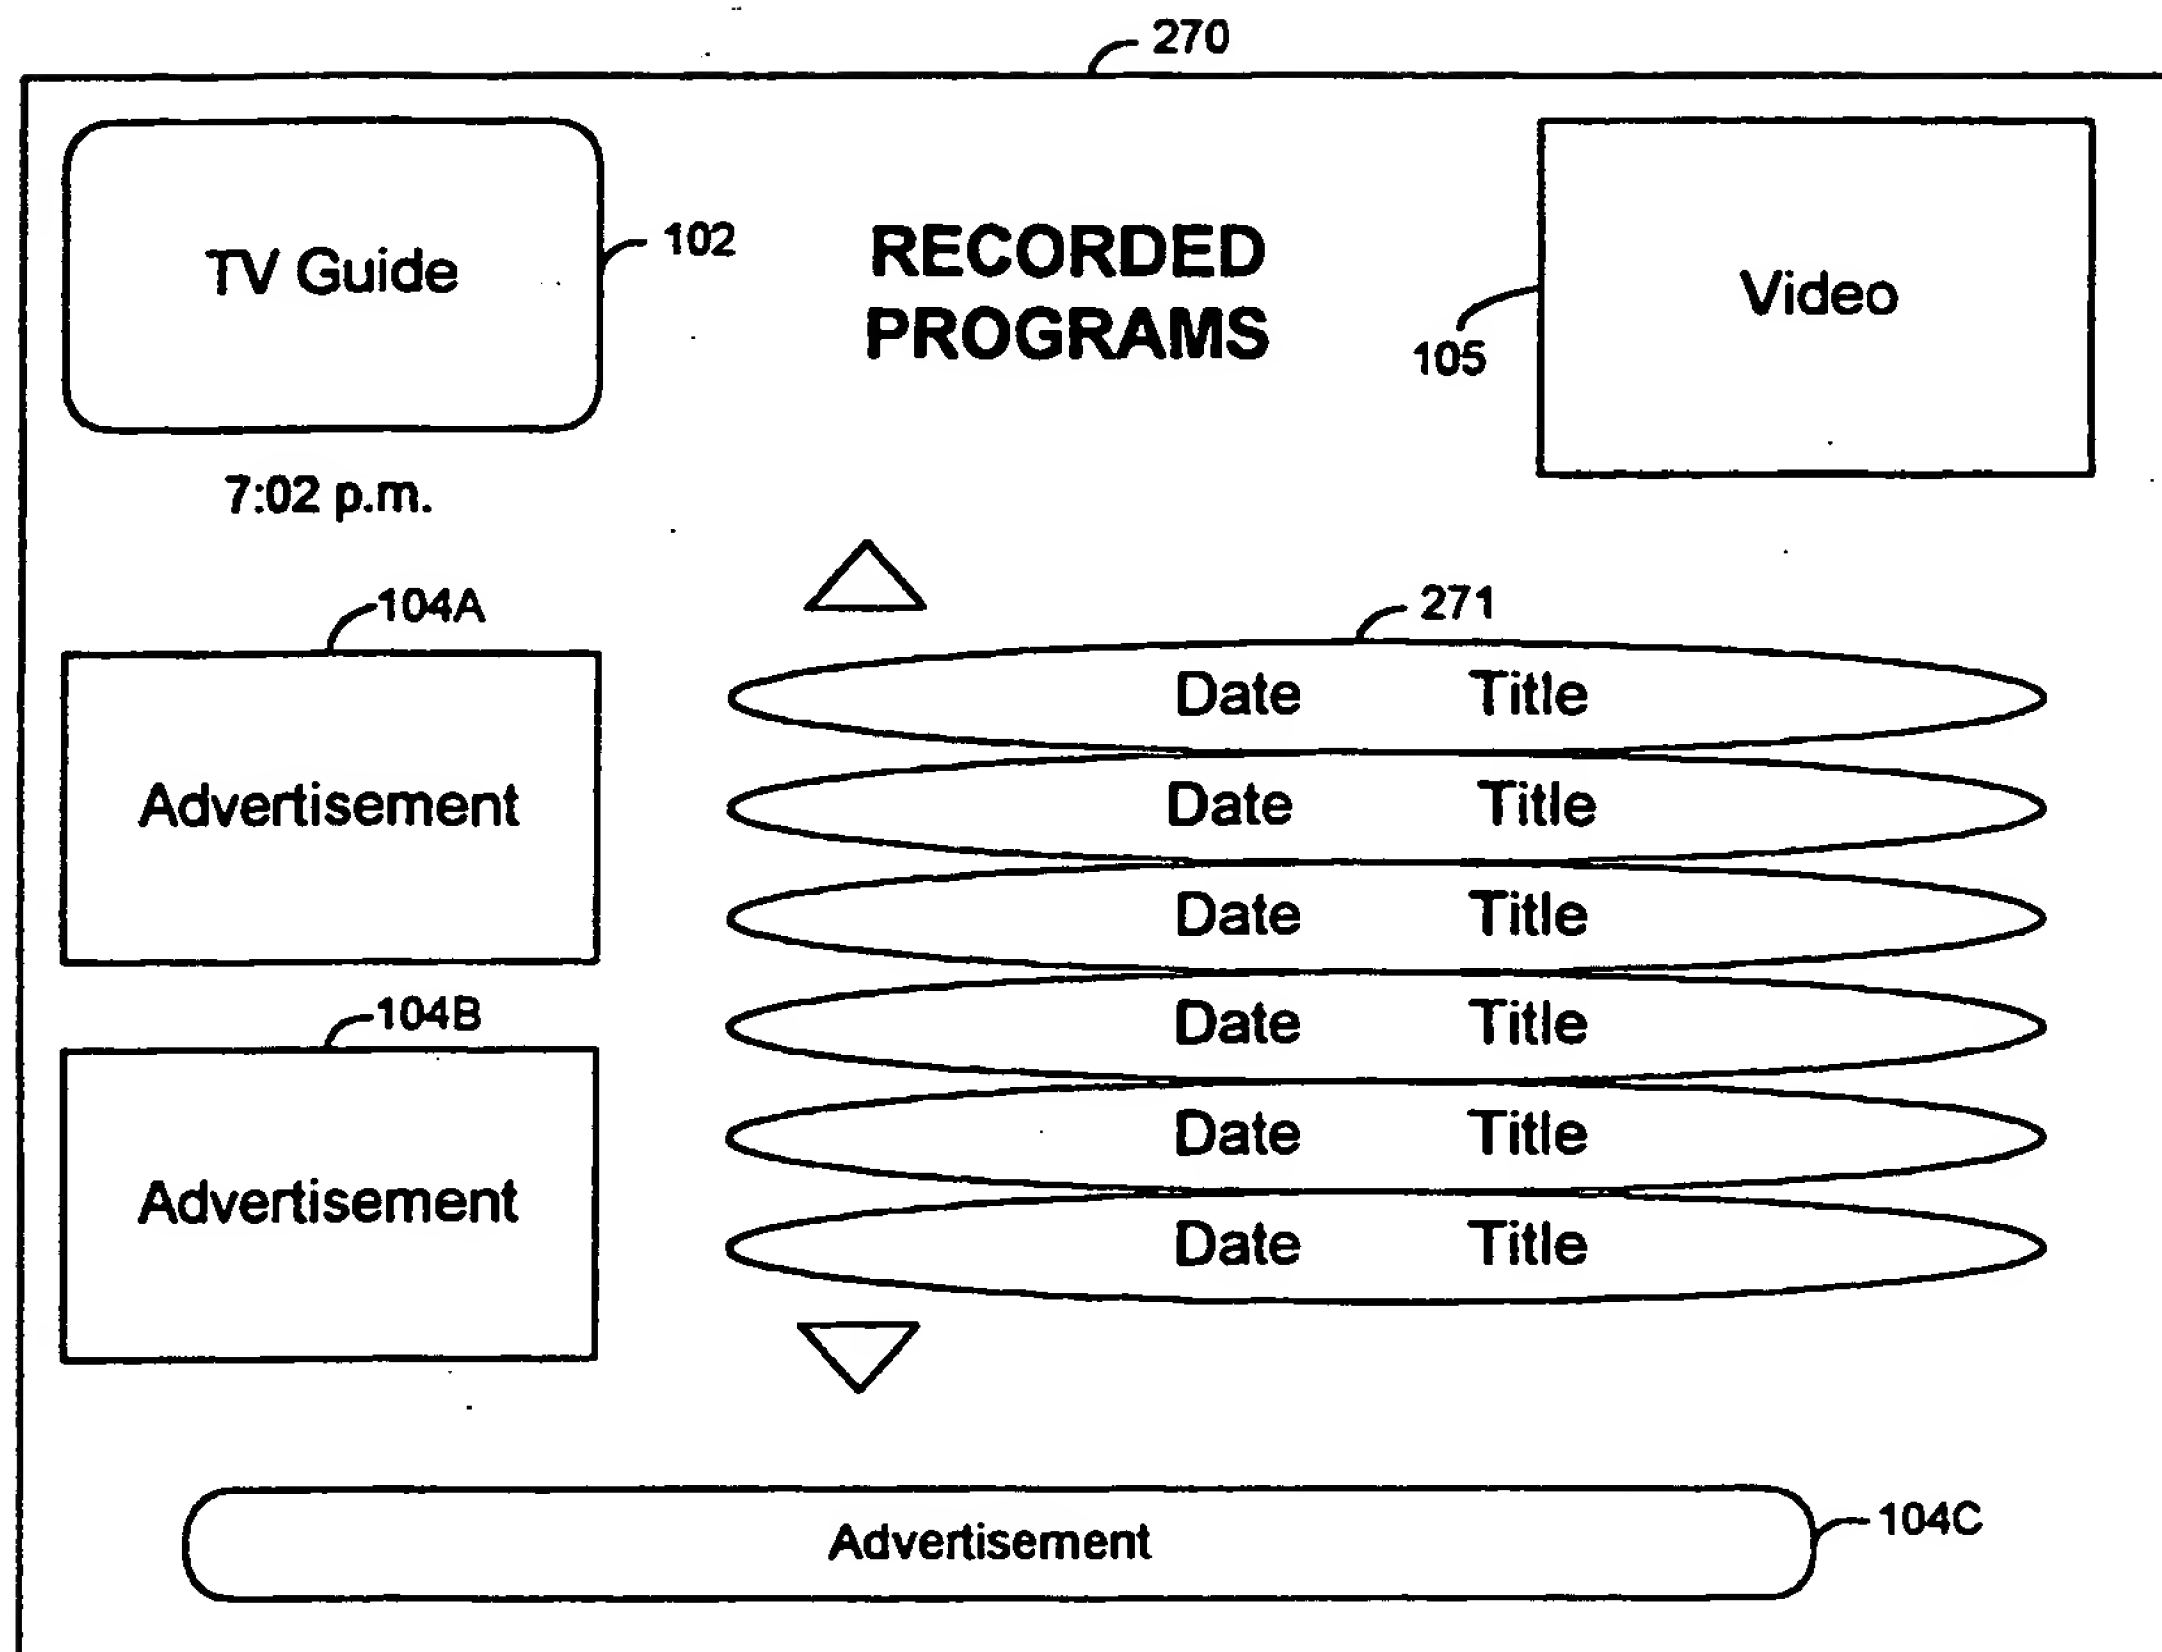 270
TV Guide
102
RECORDED
PROGRAMS
Video
105
7:02 p.m.
104A
271
Advertisement
Date Title
Date Title
Date Title
104B
Date Title
Advertisement
Date Title
Date Title
Advertisement
104C